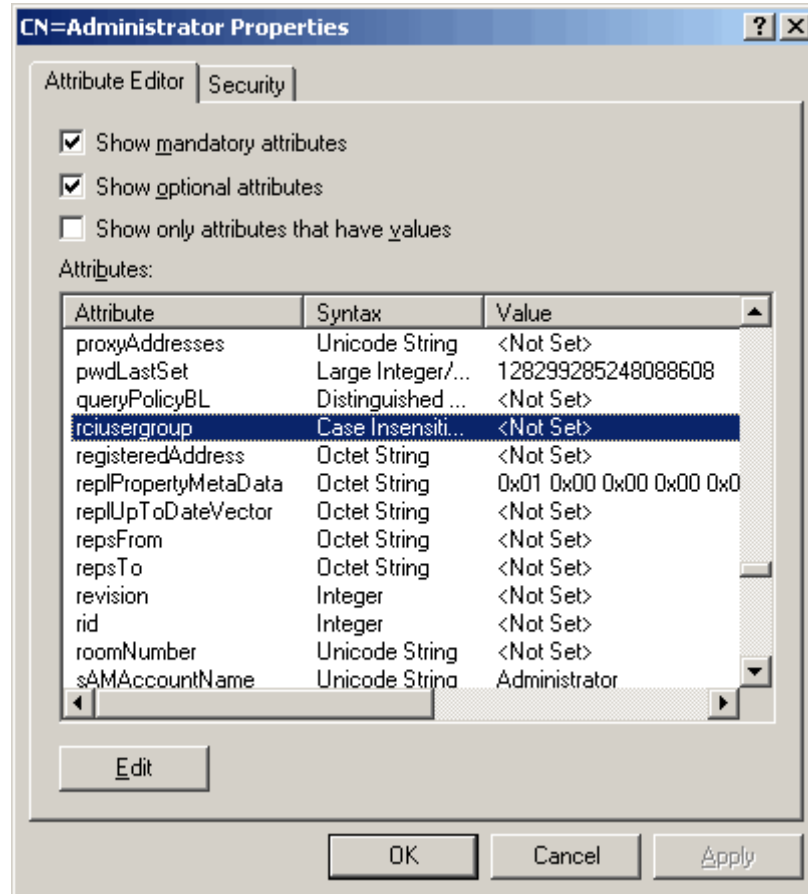 CN=Administrator Properties
Attribute Editor Security
Show mandatory attributes
Show optional attributes
Show only attributes that have values
Attributes:
Attribute Syntax Value
proxyAddresses Unicode String <Not Set>
pwdLastSet Large Integer/... 128299285248088608
queryPolicyBL Distinguished ... <Not Set>
rciusergroup Case Insensiti... <Not Set>
registeredAddress Octet String <Not Set>
replPropertyMetaData Octet String 0x01 0x00 0x00 0x00 0x0
replUpToDateVector Octet String <Not Set>
repsFrom Octet String <Not Set>
repsTo Octet String <Not Set>
revision Integer <Not Set>
rid Integer <Not Set>
roomNumber Unicode String <Not Set>
sAMAccountName Unicode String Administrator
Edit
OK Cancel Apply